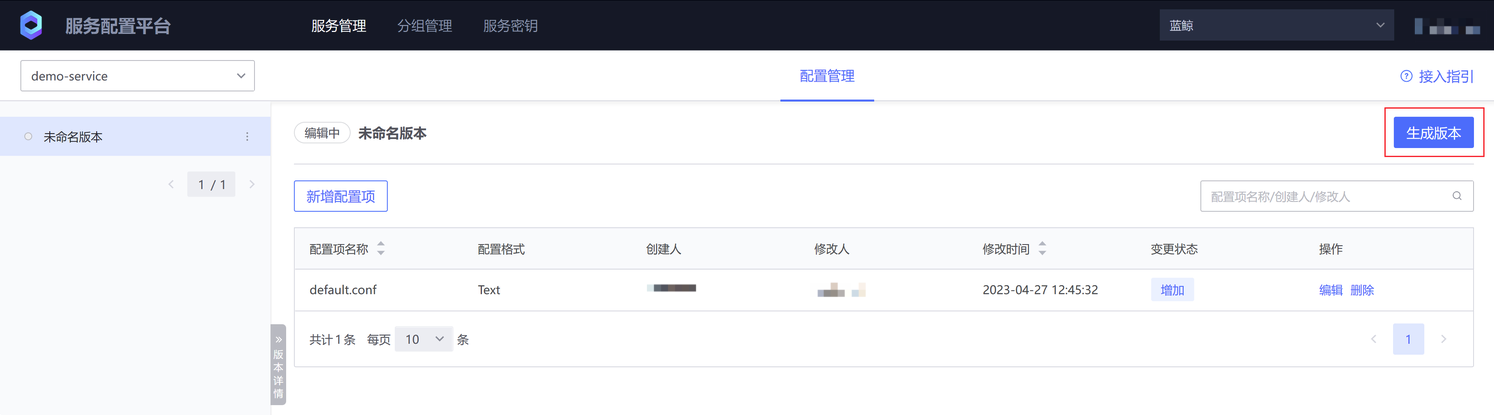 服务配置平台 服务管理 分组管理 服务密钥 蓝鲸
demo-service 配置管理 接入指引
未命名版本
1 / 1
编辑中 未命名版本 生成版本
新增配置项 配置项名称/创建人/修改人
配置项名称 配置格式 创建人 修改人 修改时间 变更状态 操作
default.conf Text 2023-04-27 12:45:32 增加 编辑 删除
共计 1 条 每页 10 条 1
» 版本详情